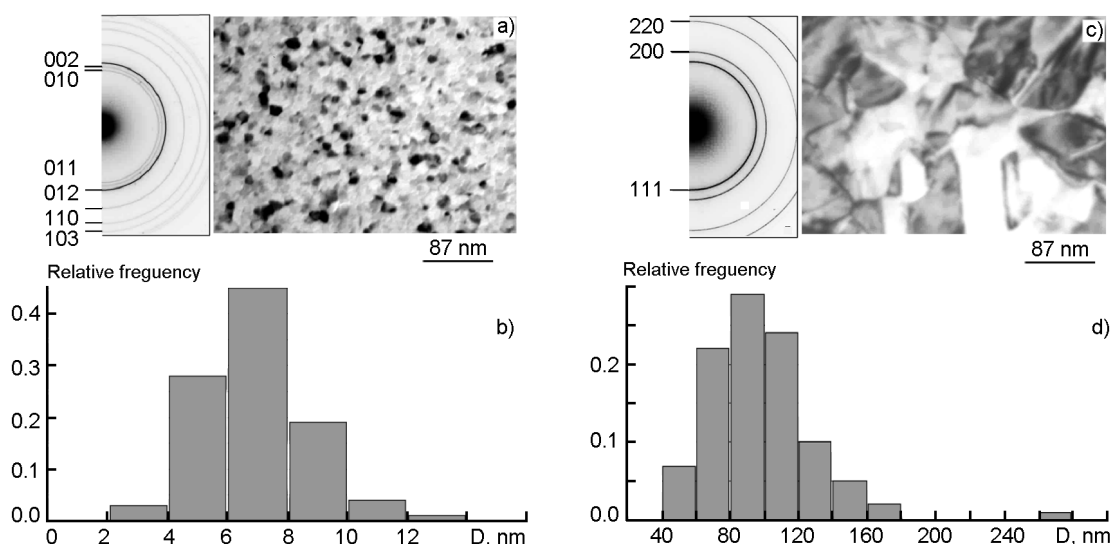 002
010
011
012
110
103
a)
87 nm
220
200
111
c)
87 nm
Relative freguency
0.4
0.3
0.2
0.1
0.0
b)
0 2 4 6 8 10 12 D, nm
Relative freguency
0.2
0.1
0.0
d)
40 80 120 160 200 240 D, nm